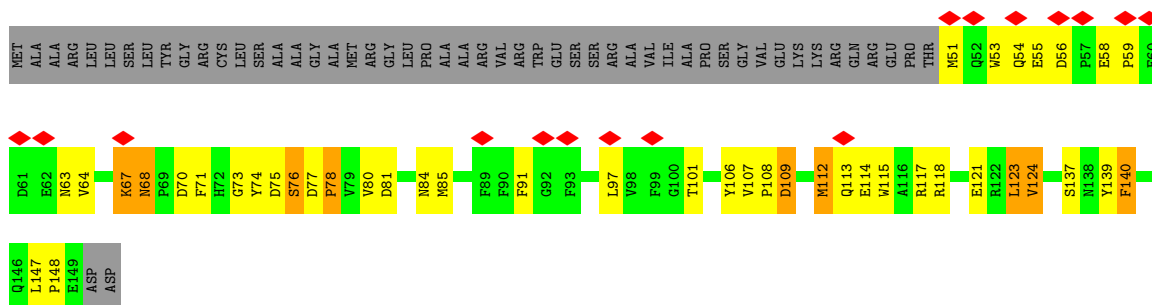 MET ALA ALA ARG LEU LEU SER LEU TYR GLY ARG CYS LEU SER ALA ALA GLY ALA MET ARG GLY LEU PRO ALA ALA ARG VAL ARG TRP GLU SER SER ARG ALA VAL ILE ALA PRO SER GLY VAL GLU LYS LYS ARG GLN ARG GLU PRO THR M51 Q52 W53 Q54 E55 D56 P57 E58 P59 E60
D61 E62 N63 V64 K67 N68 P69 D70 F71 H72 G73 Y74 D75 S76 D77 P78 V79 V80 D81 N84 M85 F89 F90 F91 G92 F93 L97 V98 F99 G100 T101 Y106 V107 P108 D109 M112 Q113 E114 W115 A116 R117 R118 E121 R122 L123 V124 S137 N138 Y139 F140
Q146 L147 P148 E149 ASP ASP